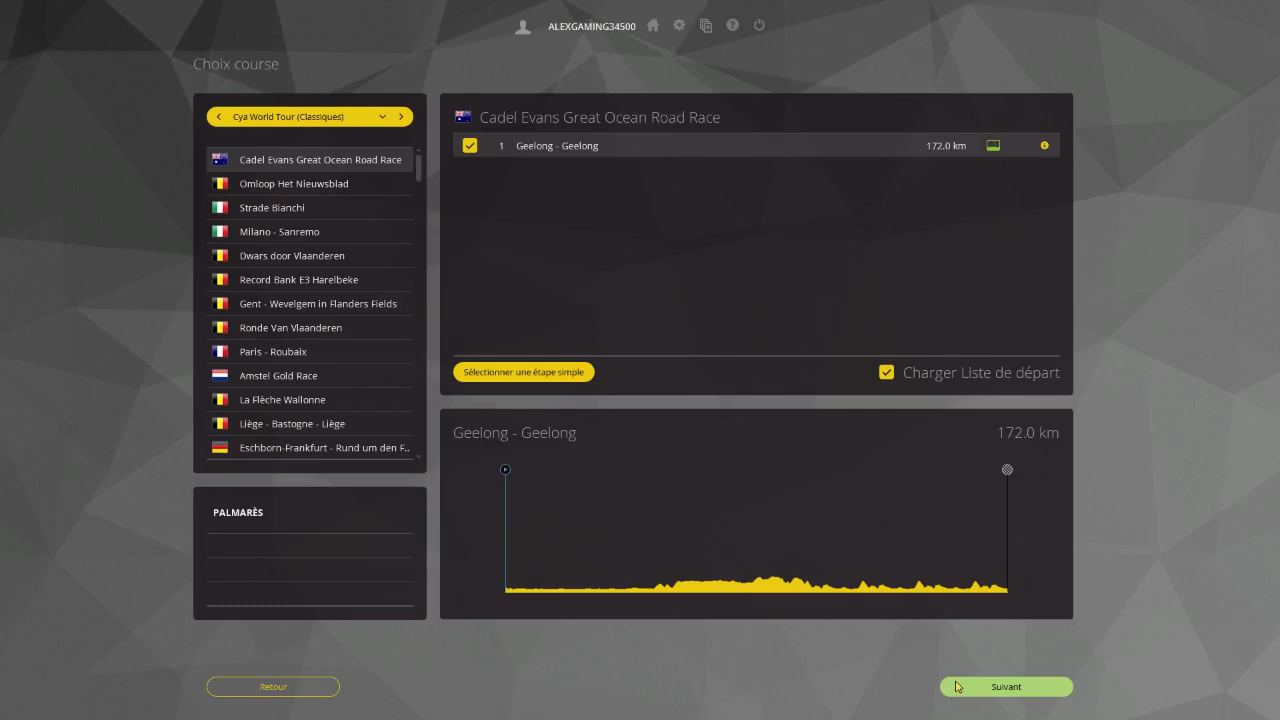 ALEXGAMING34500
Choix course
Cya World Tour (Classiques)
Cadel Evans Great Ocean Road Race
Omloop Het Nieuwsblad
Strade Bianchi
Milano - Sanremo
Dwars door Vlaanderen
Record Bank E3 Harelbeke
Gent - Wevelgem in Flanders Fields
Ronde Van Vlaanderen
Paris - Roubaix
Amstel Gold Race
La Flèche Wallonne
Liège - Bastogne - Liège
Eschborn-Frankfurt - Rund um den F..
PALMARÈS
Cadel Evans Great Ocean Road Race
1 Geelong - Geelong 172.0 km
Sélectionner une étape simple
Charger Liste de départ
Geelong - Geelong 172.0 km
Retour
Suivant